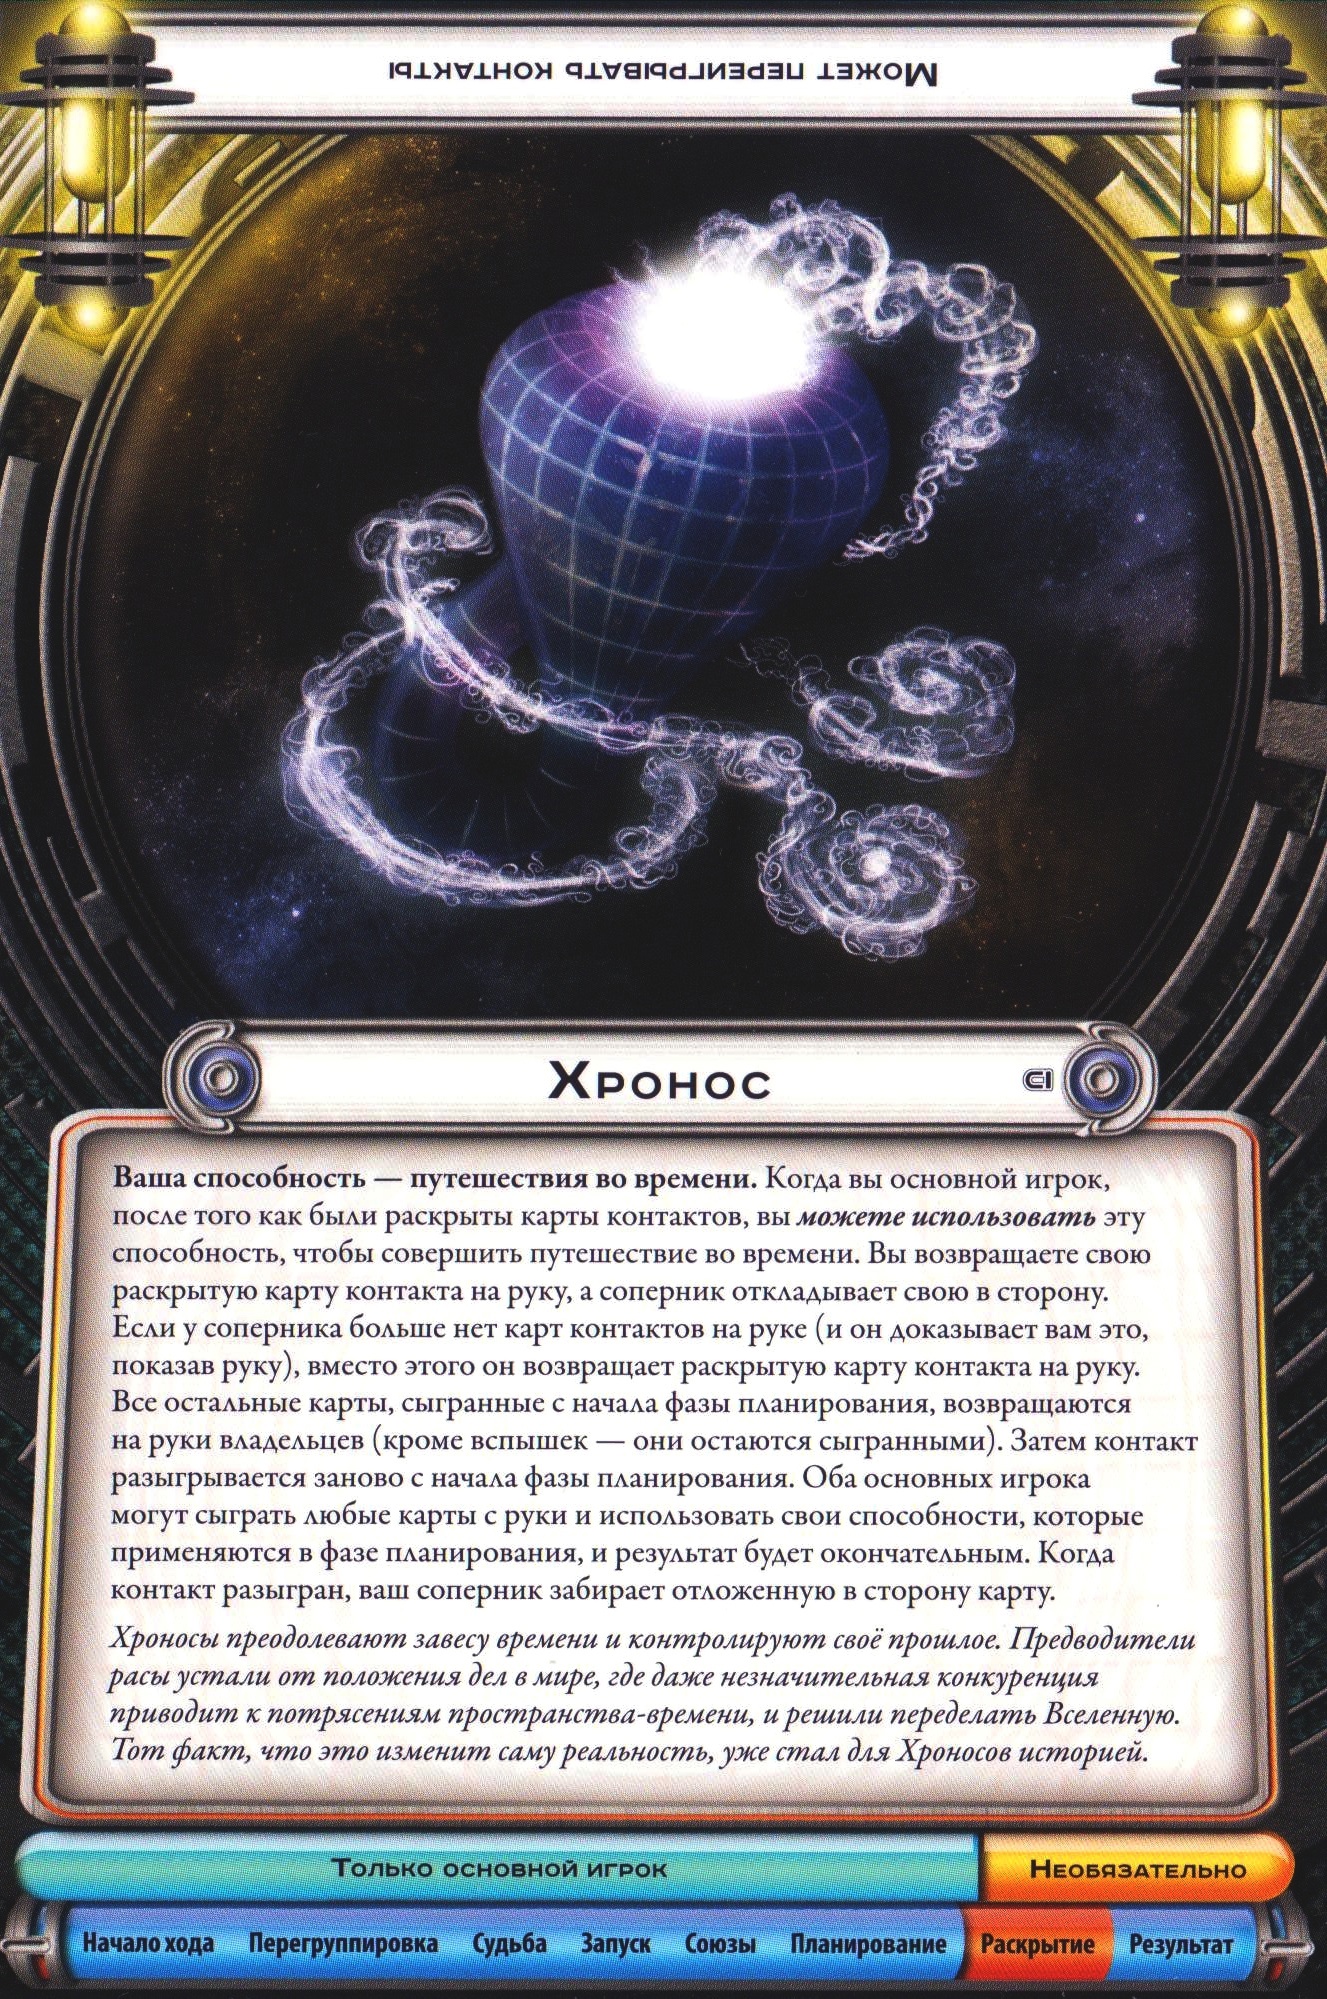 Может переигрывать контакты
Хронос
Ваша способность — путешествия во времени. Когда вы основной игрок,
после того как были раскрыты карты контактов, вы можете использовать эту
способность, чтобы совершить путешествие во времени. Вы возвращаете свою
раскрытую карту контакта на руку, а соперник откладывает свою в сторону.
Если у соперника больше нет карт контактов на руке (и он доказывает вам это,
показав руку), вместо этого он возвращает раскрытую карту контакта на руку.
Все остальные карты, сыгранные с начала фазы планирования, возвращаются
на руки владельцев (кроме вспышек — они остаются сыгранными). Затем контакт
разыгрывается заново с начала фазы планирования. Оба основных игрока
могут сыграть любые карты с руки и использовать свои способности, которые
применяются в фазе планирования, и результат будет окончательным. Когда
контакт разыгран, ваш соперник забирает отложенную в сторону карту.
Хроносы преодолевают завесу времени и контролируют своё прошлое. Предводители
расы устали от положения дел в мире, где даже незначительная конкуренция
приводит к потрясениям пространства-времени, и решили переделать Вселенную.
Тот факт, что это изменит саму реальность, уже стал для Хроносов историей.
Только основной игрок Необязательно
Начало хода Перегруппировка Судьба Запуск Союзы Планирование Раскрытие Результат